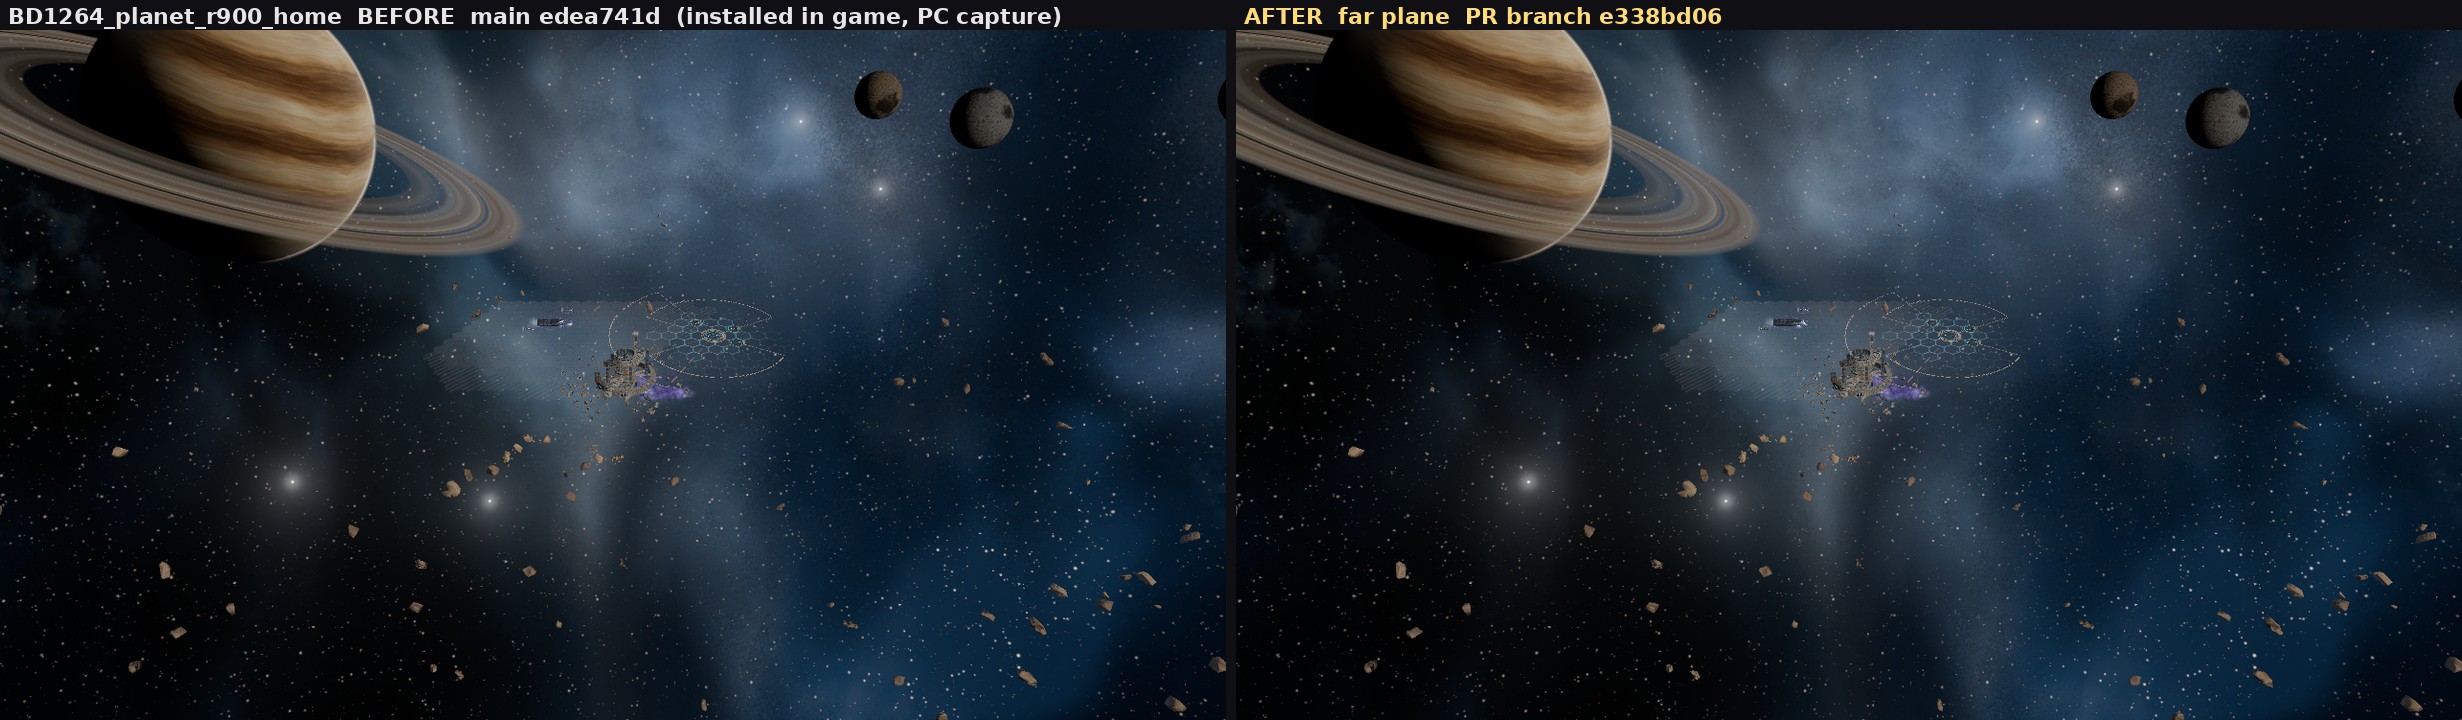 BD1264_planet_r900_home BEFORE main edea741d (installed in game, PC capture)
AFTER far plane PR branch e338bd06